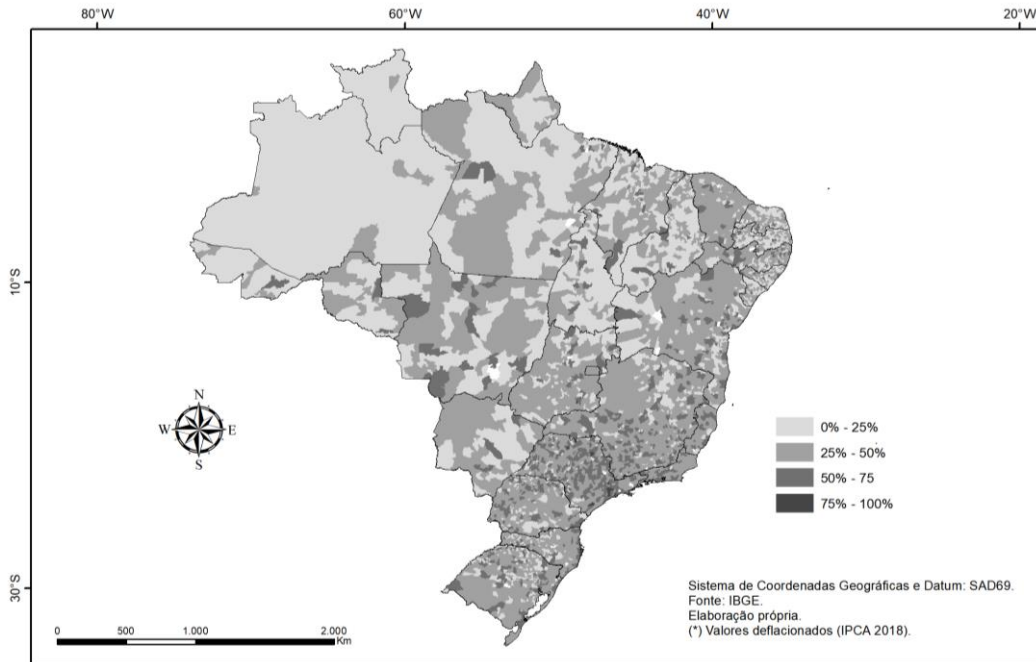 80°W 60°W 40°W 20°W
10°S
N
W E
S
0% - 25%
25% - 50%
50% - 75
75% - 100%
30°S
Sistema de Coordenadas Geográficas e Datum: SAD69.
Fonte: IBGE.
Elaboração própria.
(*) Valores deflacionados (IPCA 2018).
0 500 1.000 2.000
Km